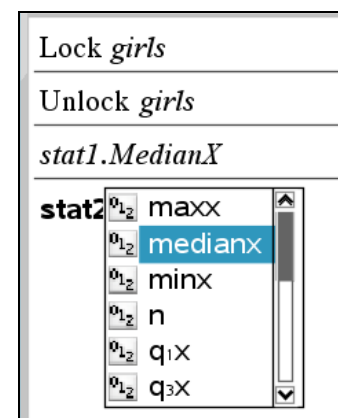 Lock girls
Unlock girls
stat1.MedianX
stat2
maxx
medianx
minx
n
q₁x
q₃x